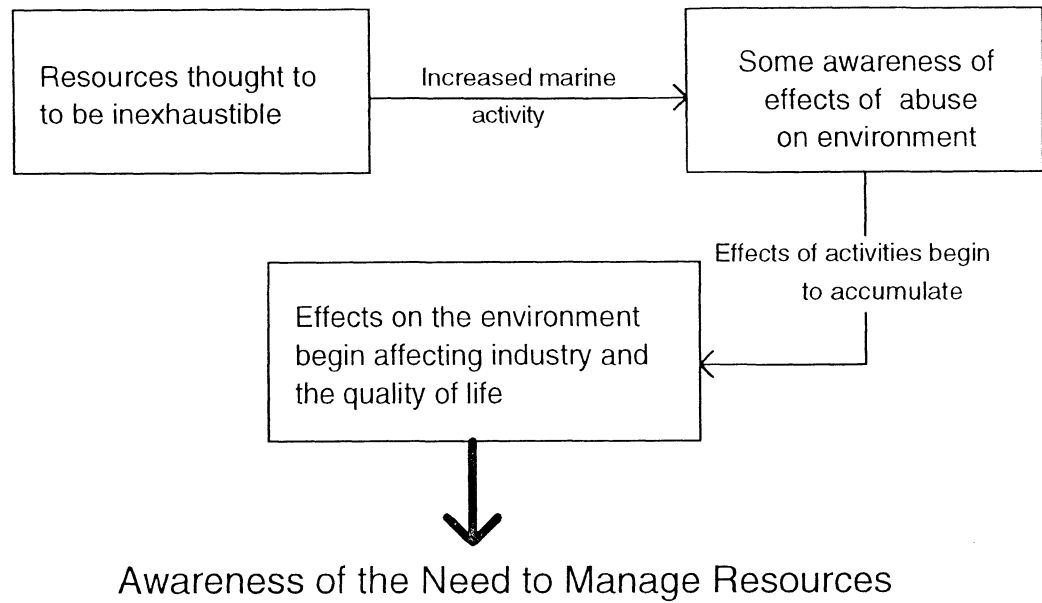 Resources thought to
to be inexhaustible
Increased marine
activity
Some awareness of
effects of abuse
on environment
Effects of activities begin
to accumulate
Effects on the environment
begin affecting industry and
the quality of life
Awareness of the Need to Manage Resources